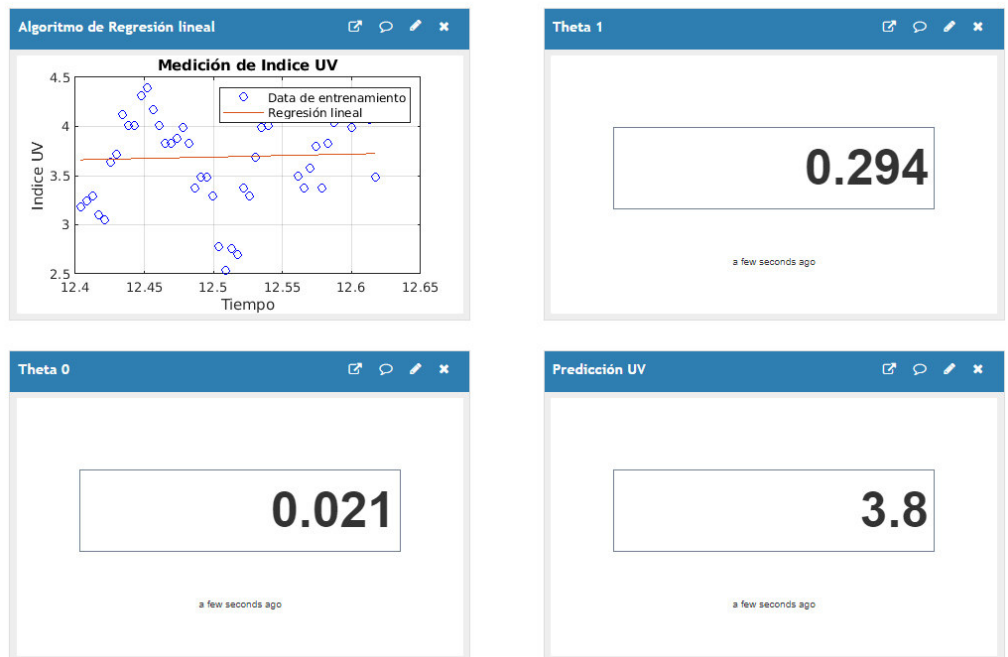 Algoritmo de Regresión lineal
Medición de Indice UV
4.5
4
3.5
3
2.5
Indice UV
Data de entrenamiento
Regresión lineal
12.4 12.45 12.5 12.55 12.6 12.65
Tiempo
Theta 1
0.294
a few seconds ago
Theta 0
0.021
a few seconds ago
Predicción UV
3.8
a few seconds ago